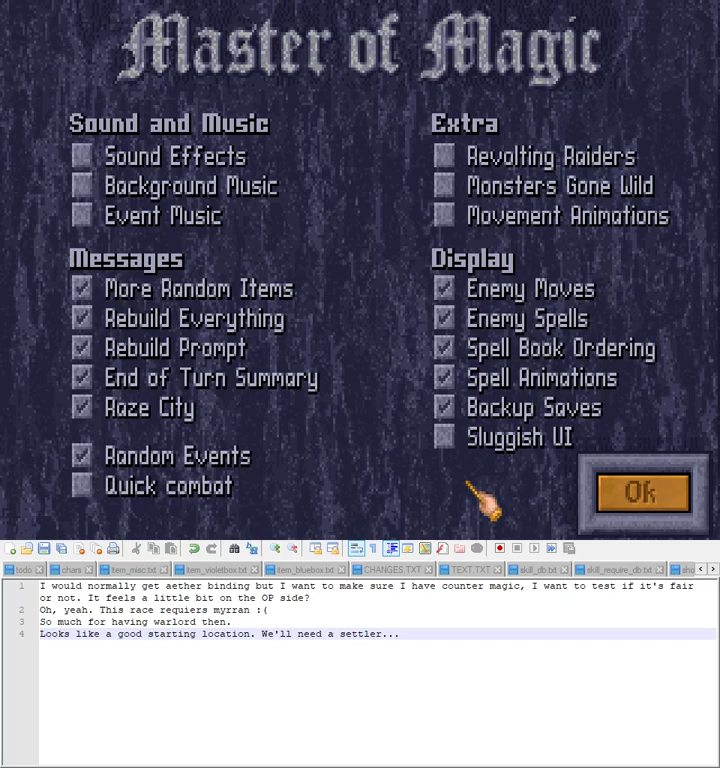 Master of Magic
Sound and Music
Sound Effects
Background Music
Event Music
Messages
More Random Items
Rebuild Everything
Rebuild Prompt
End of Turn Summary
Raze City
Random Events
Quick combat
Extra
Revolting Raiders
Monsters Gone Wild
Movement Animations
Display
Enemy Moves
Enemy Spells
Spell Book Ordering
Spell Animations
Backup Saves
Sluggish UI
Ok
todo chars item_misc.txt item_violetbox.txt item_bluebox.txt CHANGES.TXT TEXT.TXT skill_db.txt skill_require_db.txt sho
1 I would normally get aether binding but I want to make sure I have counter magic, I want to test if it's fair
or not. It feels a little bit on the OP side?
2 Oh, yeah. This race requiers myrran :(
3 So much for having warlord then.
4 Looks like a good starting location. We'll need a settler...